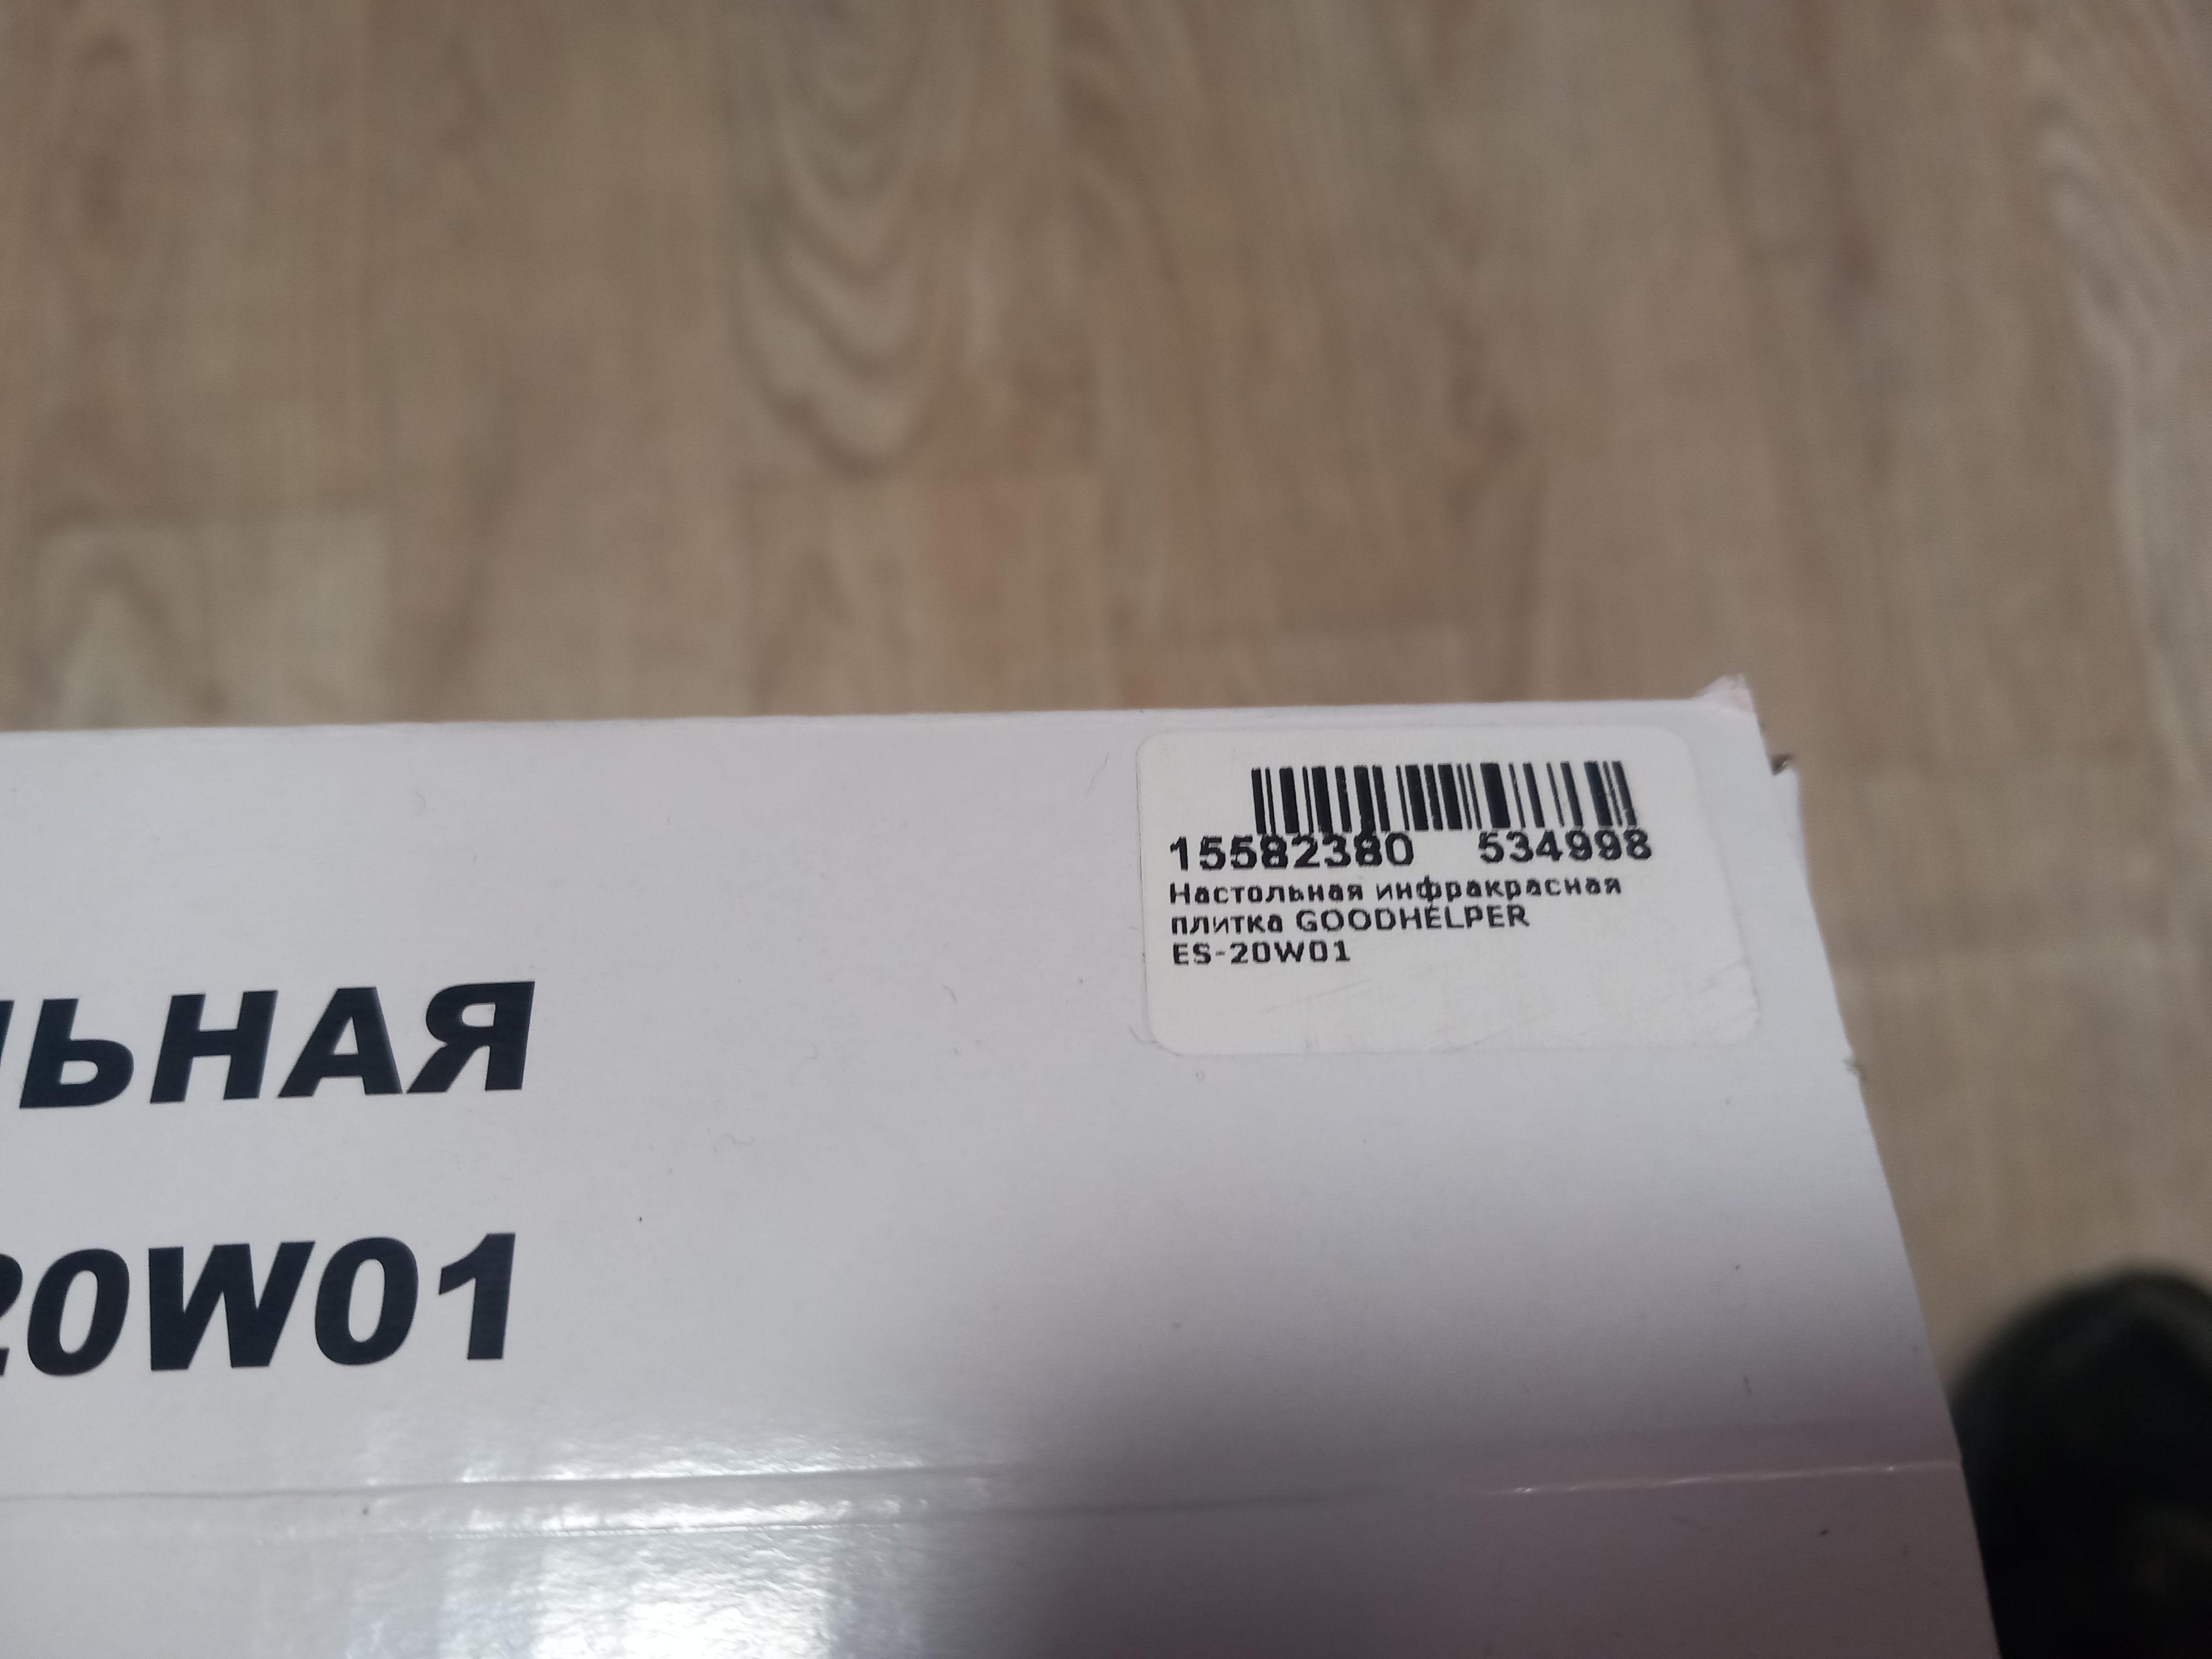 15582380 534998
Настольная инфракрасная
плитка GOODHELPER
ES-20W01
ЬНАЯ
20W01